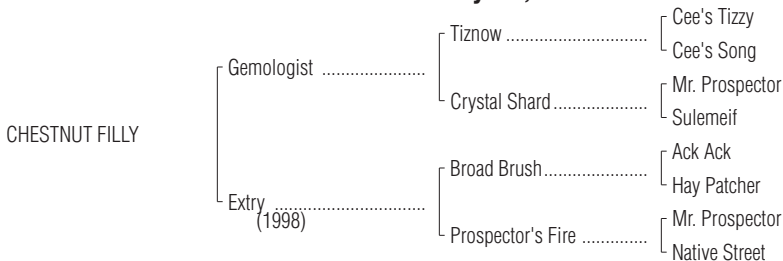 Cee's Tizzy
Tiznow ...............................
Cee's Song
Gemologist ......................
Mr. Prospector
Crystal Shard....................
Sulemeif
CHESTNUT FILLY
Ack Ack
Broad Brush......................
Hay Patcher
Extry .................................
(1998)
Mr. Prospector
Prospector's Fire ..............
Native Street